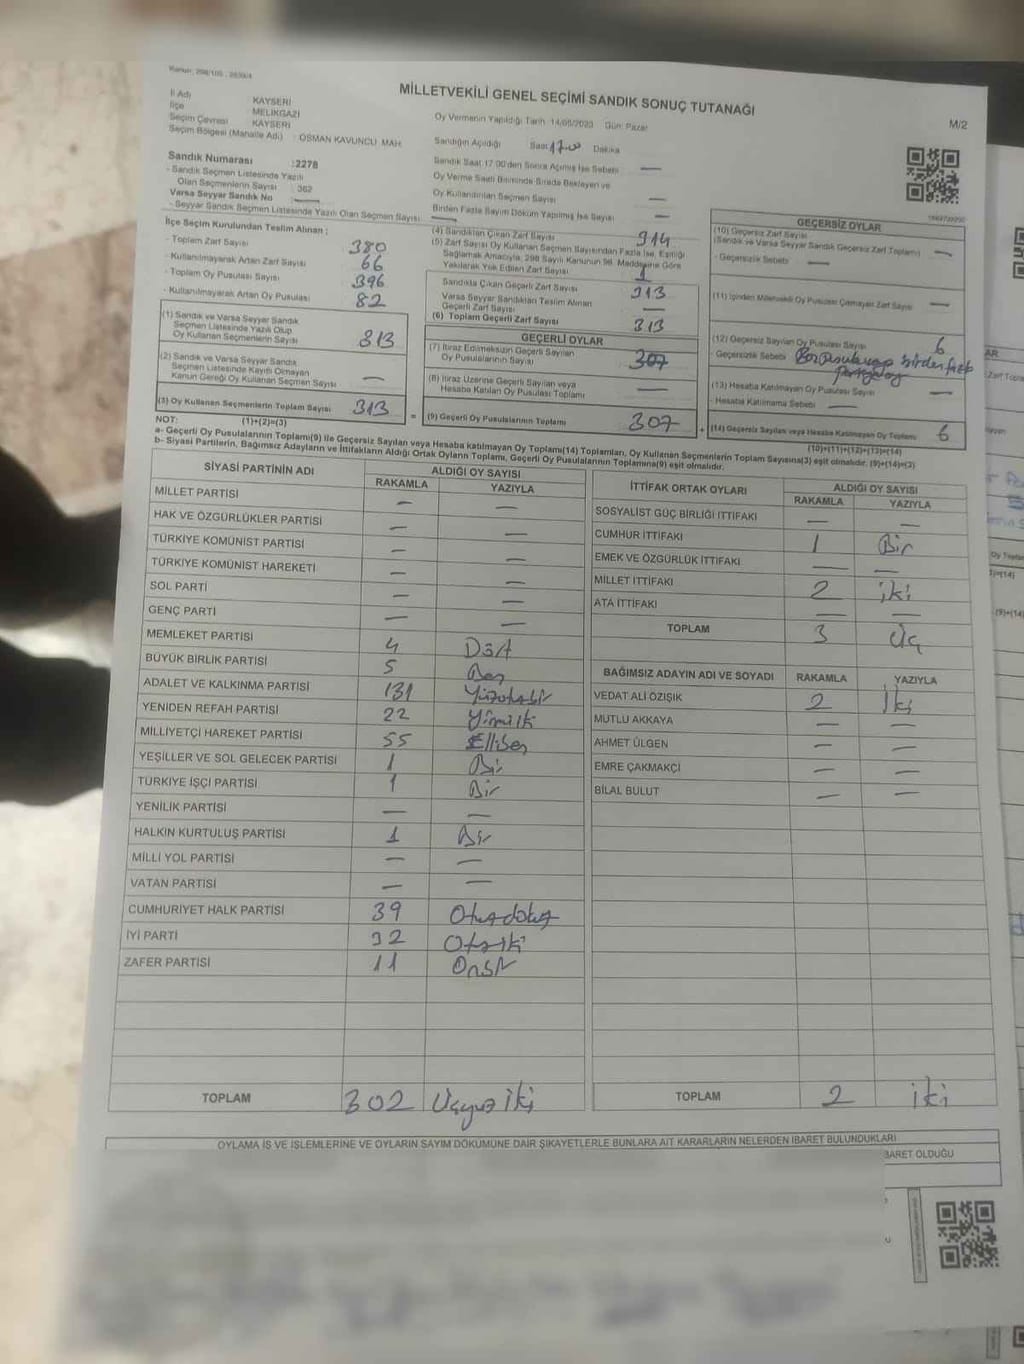 Kanun: 298/105 , 2839/4
MİLLETVEKİLİ GENEL SEÇİMİ SANDIK SONUÇ TUTANAĞI
M/2
İl Adı KAYSERİ
İlçe MELİKGAZİ
Seçim Çevresi KAYSERİ
Seçim Bölgesi (Mahalle Adı) : OSMAN KAVUNCU MAH.
Oy Vermenin Yapıldığı Tarih 14/05/2023 Gün: Pazar
Sandığın Açıldığı Saat 17.00 Dakika
Sandık Saat 17:00'den Sonra Açılmış İse Sebebi —
Oy Verme Saati Bitiminde Sırada Bekleyen ve
Oy Kullandırılan Seçmen Sayısı —
Birden Fazla Sayım Döküm Yapılmış İse Sayısı —
Sandık Numarası :2278
- Sandık Seçmen Listesinde Yazılı
Olan Seçmenlerin Sayısı : 362
Varsa Seyyar Sandık No —
- Seyyar Sandık Seçmen Listesinde Yazılı Olan Seçmen Sayısı —
İlçe Seçim Kurulundan Teslim Alınan ;
- Toplam Zarf Sayısı 380
- Kullanılmayarak Artan Zarf Sayısı 66
- Toplam Oy Pusulası Sayısı 396
- Kullanılmayarak Artan Oy Pusulası 82
(1) Sandık ve Varsa Seyyar Sandık
Seçmen Listesinde Yazılı Olup
Oy Kullanan Seçmenlerin Sayısı 313
(2) Sandık ve Varsa Seyyar Sandık
Seçmen Listesinde Kayıtlı Olmayan
Kanun Gereği Oy Kullanan Seçmen Sayısı —
(3) Oy Kullanan Seçmenlerin Toplam Sayısı 313
(1)+(2)=(3)
(4) Sandıktan Çıkan Zarf Sayısı 314
(5) Zarf Sayısı Oy Kullanan Seçmen Sayısından Fazla İse, Eşitliği
Sağlamak Amacıyla, 298 Sayılı Kanunun 98. Maddesine Göre
Yakılarak Yok Edilen Zarf Sayısı 1
Sandıkta Çıkan Geçerli Zarf Sayısı 313
Varsa Seyyar Sandıktan Teslim Alınan
Geçerli Zarf Sayısı —
(6) Toplam Geçerli Zarf Sayısı 313
GEÇERLİ OYLAR
(7) İtiraz Edilmeksizin Geçerli Sayılan
Oy Pusulalarının Sayısı 307
(8) İtiraz Üzerine Geçerli Sayılan veya
Hesaba Katılan Oy Pusulası Toplamı —
= (9) Geçerli Oy Pusulalarının Toplamı 307
GEÇERSİZ OYLAR
(10) Geçersiz Zarf Sayısı
(Sandık ve Varsa Seyyar Sandık Geçersiz Zarf Toplamı) —
- Geçersizlik Sebebi —
(11) İçinden Milletvekili Oy Pusulası Çıkmayan Zarf Sayısı —
(12) Geçersiz Sayılan Oy Pusulası Sayısı 6
- Geçersizlik Sebebi birden fazla
(13) Hesaba Katılmayan Oy Pusulası Sayısı —
- Hesaba Katılmama Sebebi —
+ (14) Geçersiz Sayılan veya Hesaba Katılmayan Oy Toplamı 6
(10)+(11)+(12)+(13)=(14)
NOT:
a- Geçerli Oy Pusulalarının Toplamı(9) ile Geçersiz Sayılan veya Hesaba katılmayan Oy Toplamı(14) Toplamları, Oy Kullanan Seçmenlerin Toplam Sayısına(3) eşit olmalıdır. (9)+(14)=(3)
b- Siyasi Partilerin, Bağımsız Adayların ve İttifakların Aldığı Ortak Oyların Toplamı, Geçerli Oy Pusulalarının Toplamına(9) eşit olmalıdır.
SİYASİ PARTİNİN ADI ALDIĞI OY SAYISI
RAKAMLA YAZIYLA
MİLLET PARTİSİ — —
HAK VE ÖZGÜRLÜKLER PARTİSİ — —
TÜRKİYE KOMÜNİST PARTİSİ — —
TÜRKİYE KOMÜNİST HAREKETİ — —
SOL PARTİ — —
GENÇ PARTİ — —
MEMLEKET PARTİSİ 4 Dört
BÜYÜK BİRLİK PARTİSİ 5 Beş
ADALET VE KALKINMA PARTİSİ 131 Yüzotuzbir
YENİDEN REFAH PARTİSİ 22 Yirmiiki
MİLLİYETÇİ HAREKET PARTİSİ 55 Ellibeş
YEŞİLLER VE SOL GELECEK PARTİSİ 1 Bir
TÜRKİYE İŞÇİ PARTİSİ 1 Bir
YENİLİK PARTİSİ — —
HALKIN KURTULUŞ PARTİSİ 1 Bir
MİLLİ YOL PARTİSİ — —
VATAN PARTİSİ — —
CUMHURİYET HALK PARTİSİ 39 Otuzdokuz
İYİ PARTİ 32 Otuziki
ZAFER PARTİSİ 11 Onbir
TOPLAM 302 Üçyüziki
İTTİFAK ORTAK OYLARI ALDIĞI OY SAYISI
RAKAMLA YAZIYLA
SOSYALİST GÜÇ BİRLİĞİ İTTİFAKI — —
CUMHUR İTTİFAKI 1 Bir
EMEK VE ÖZGÜRLÜK İTTİFAKI — —
MİLLET İTTİFAKI 2 iki
ATA İTTİFAKI — —
TOPLAM 3 Üç
BAĞIMSIZ ADAYIN ADI VE SOYADI RAKAMLA YAZIYLA
VEDAT ALİ ÖZIŞIK 2 İki
MUTLU AKKAYA — —
AHMET ÜLGEN — —
EMRE ÇAKMAKÇI — —
BİLAL BULUT — —
TOPLAM 2 iki
OYLAMA İŞ VE İŞLEMLERİNE VE OYLARIN SAYIM DÖKÜMÜNE DAİR ŞİKAYETLERLE BUNLARA AİT KARARLARIN NELERDEN İBARET BULUNDUKLARI
BARET OLDUĞU